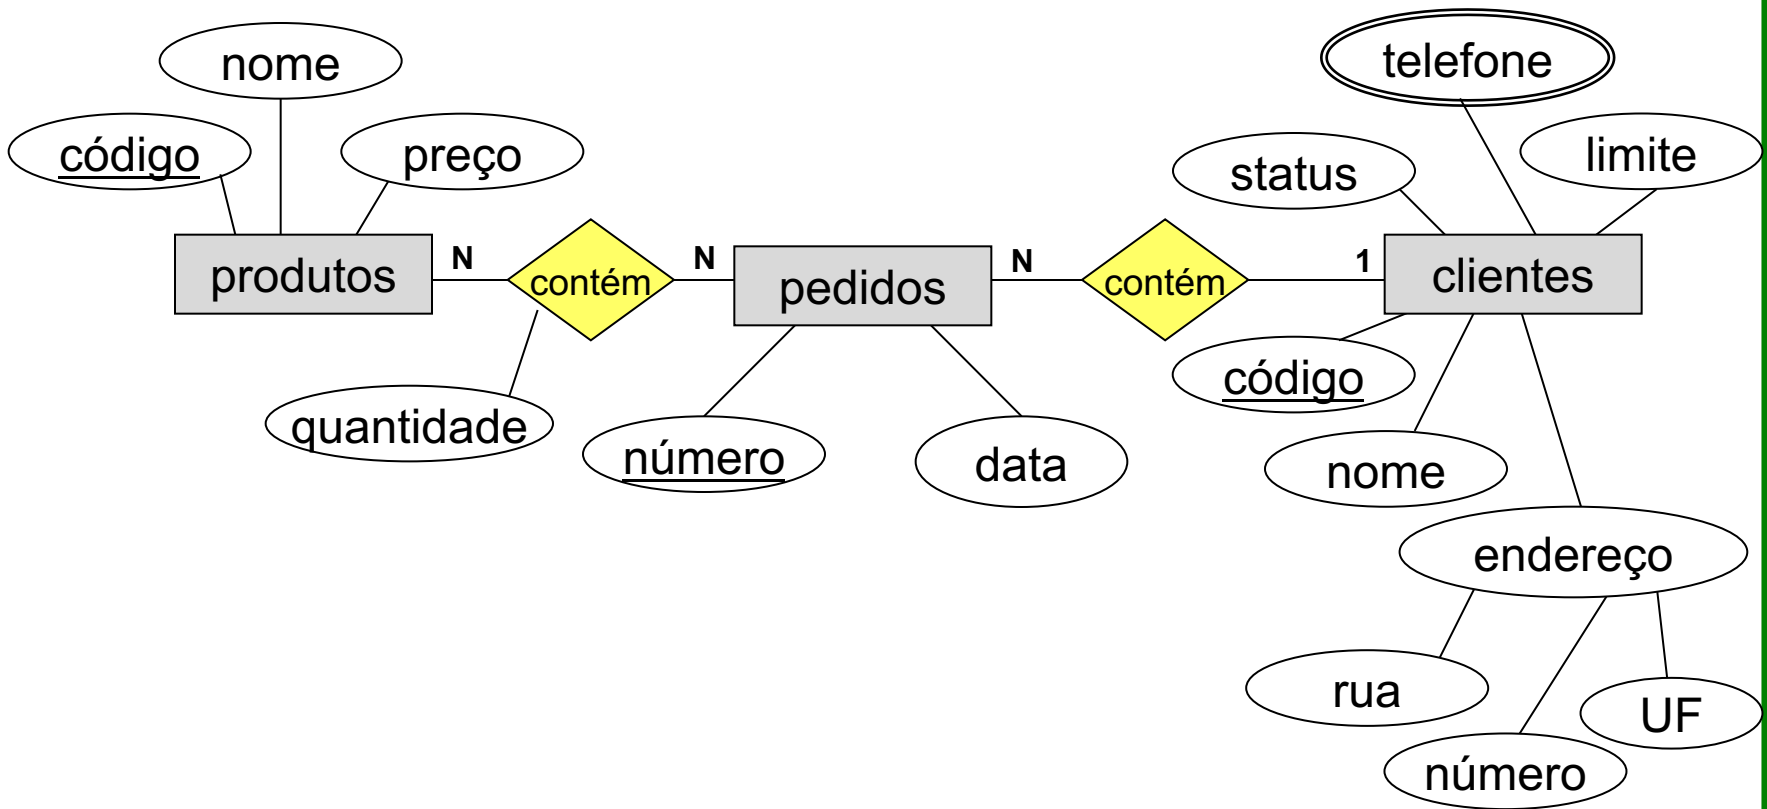 nome
telefone
código
preço
status
limite
produtos
N
contém
N
pedidos
N
contém
1
clientes
código
quantidade
número
data
nome
endereço
rua
UF
número